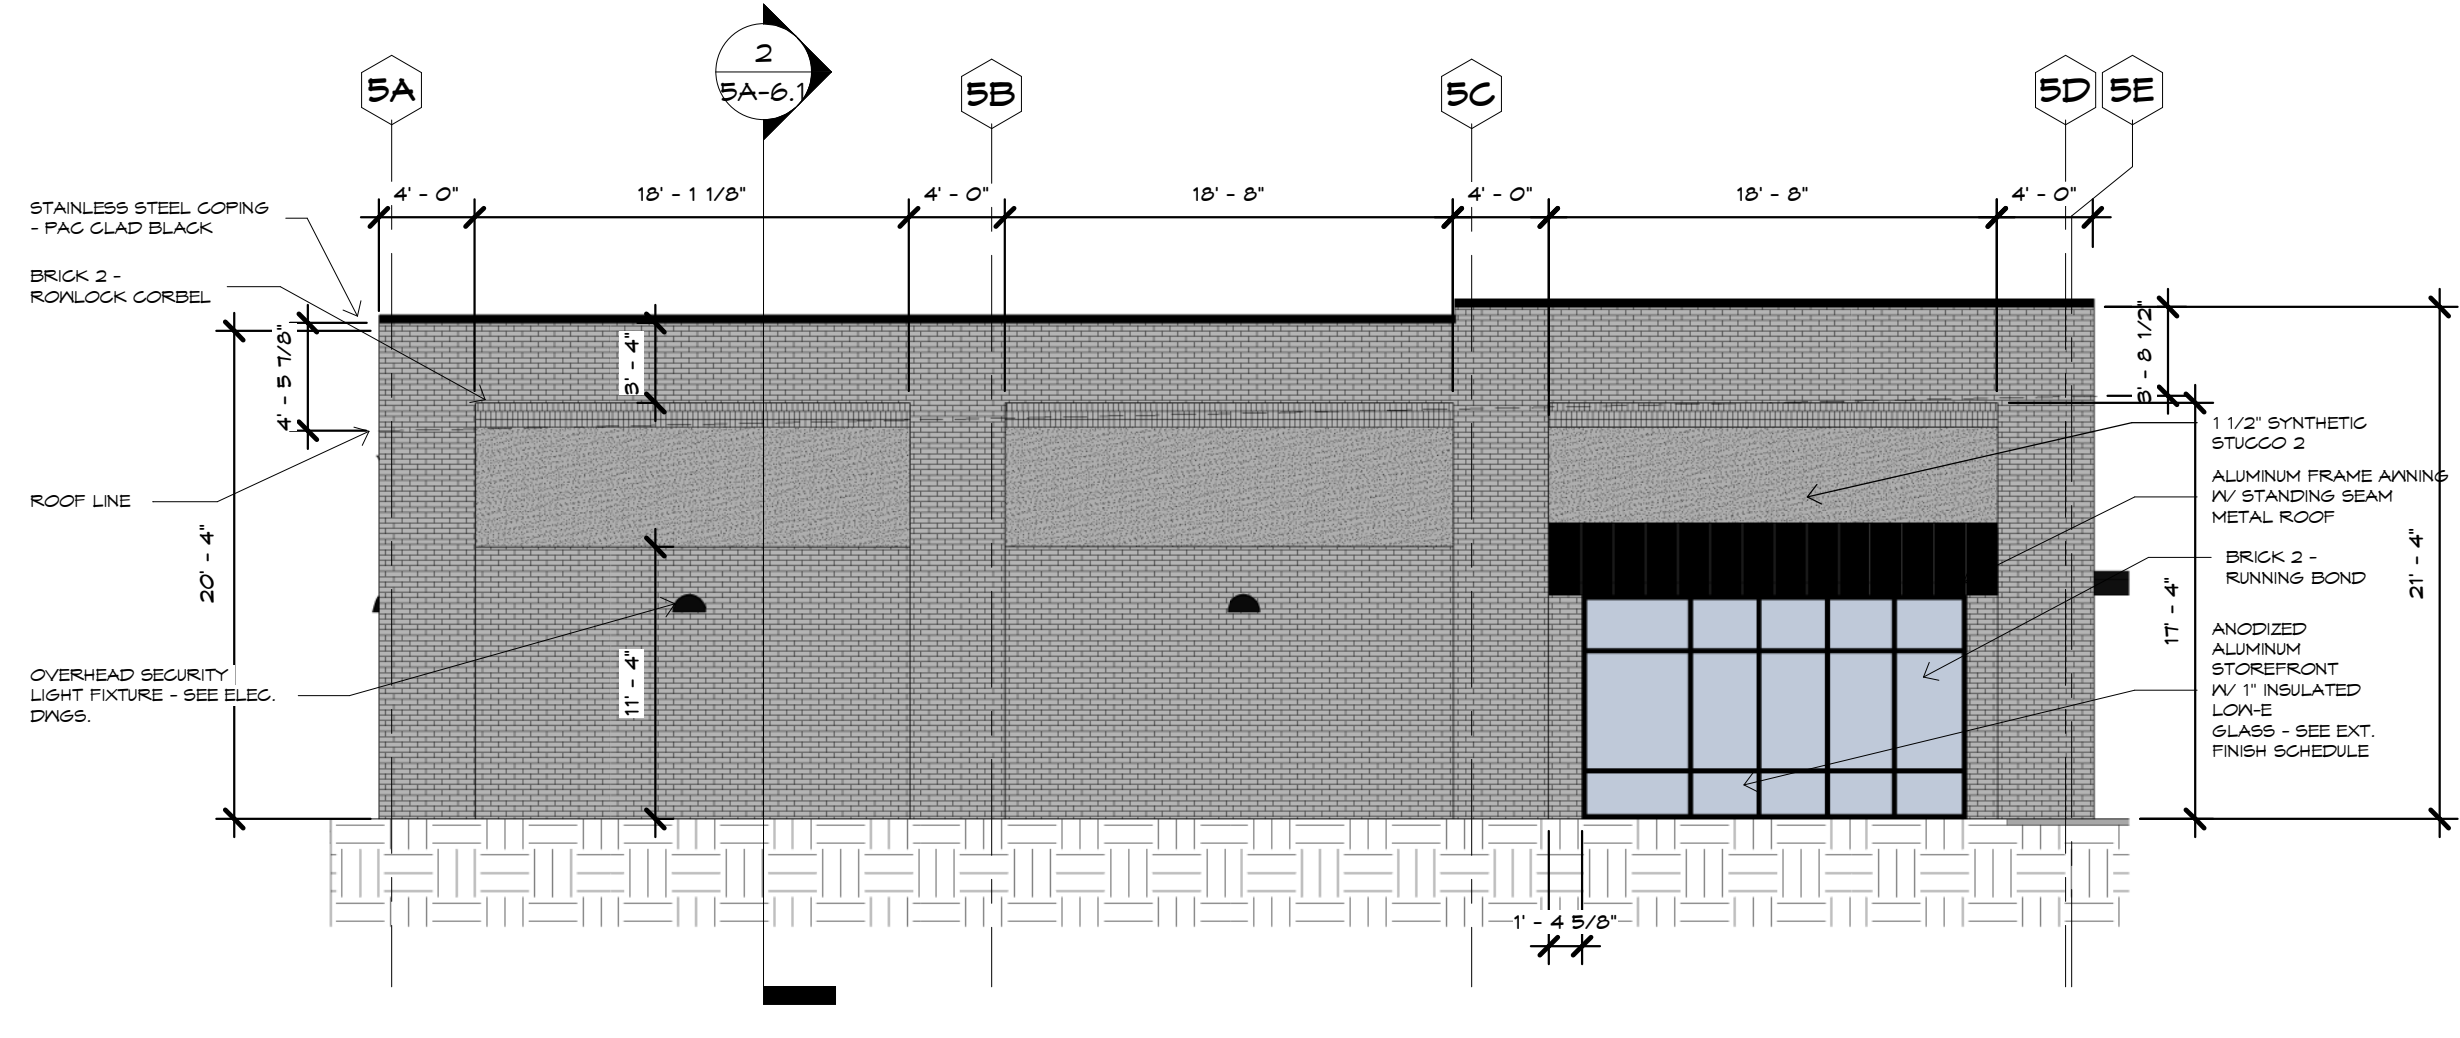 2
5A-6.1
5A
5B
5C
5D
5E
4' - 0"
18' - 1 1/8"
4' - 0"
18' - 8"
4' - 0"
18' - 8"
4' - 0"
STAINLESS STEEL COPING
- PAC CLAD BLACK
BRICK 2 -
ROWLOCK CORBEL
4' - 5 7/8"
3' - 4"
3' - 8 1/2"
ROOF LINE
20' - 4"
11' - 4"
OVERHEAD SECURITY
LIGHT FIXTURE - SEE ELEC.
DWGS.
1 1/2" SYNTHETIC
STUCCO 2
ALUMINUM FRAME AWNING
W/ STANDING SEAM
METAL ROOF
BRICK 2 -
RUNNING BOND
17' - 4"
21' - 4"
ANODIZED
ALUMINUM
STOREFRONT
W/ 1" INSULATED
LOW-E
GLASS - SEE EXT.
FINISH SCHEDULE
1' - 4 5/8"